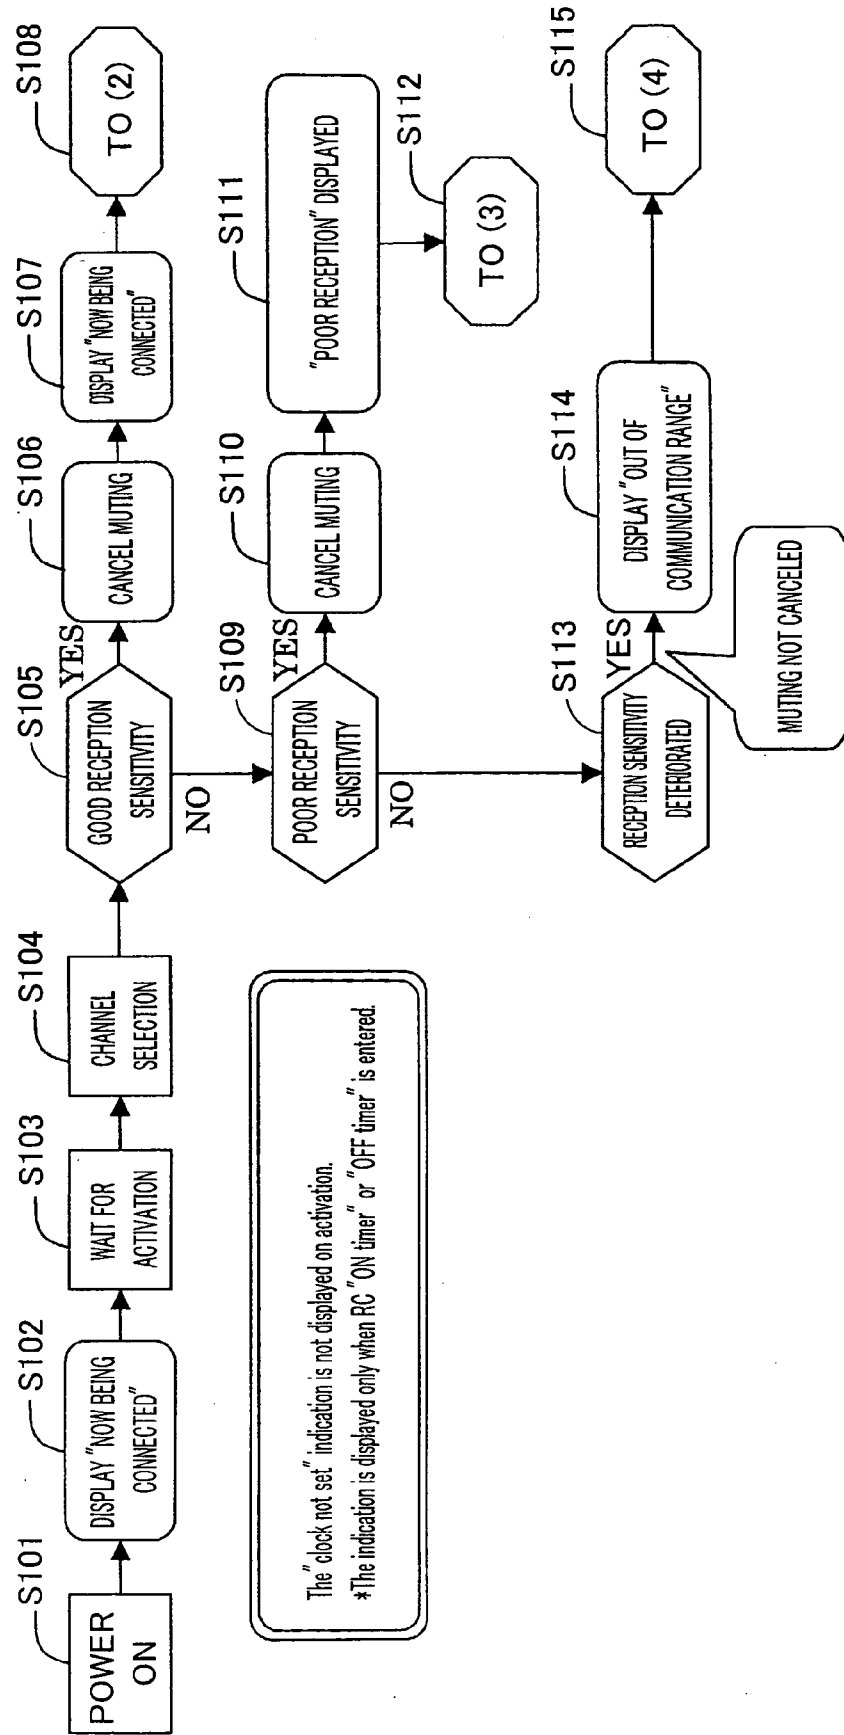 S101
POWER
ON
S102
DISPLAY "NOW BEING
CONNECTED"
S103
WAIT FOR
ACTIVATION
S104
CHANNEL
SELECTION
S105
GOOD RECEPTION
SENSITIVITY
YES
NO
S106
CANCEL MUTING
S107
DISPLAY "NOW BEING
CONNECTED"
S108
TO (2)
S109
POOR RECEPTION
SENSITIVITY
YES
NO
S110
CANCEL MUTING
S111
"POOR RECEPTION" DISPLAYED
S112
TO (3)
S113
RECEPTION SENSITIVITY
DETERIORATED
YES
MUTING NOT CANCELED
S114
DISPLAY "OUT OF
COMMUNICATION RANGE"
S115
TO (4)
The "clock not set" indication is not displayed on activation.
*The indication is displayed only when RC "ON timer" or "OFF timer" is entered.